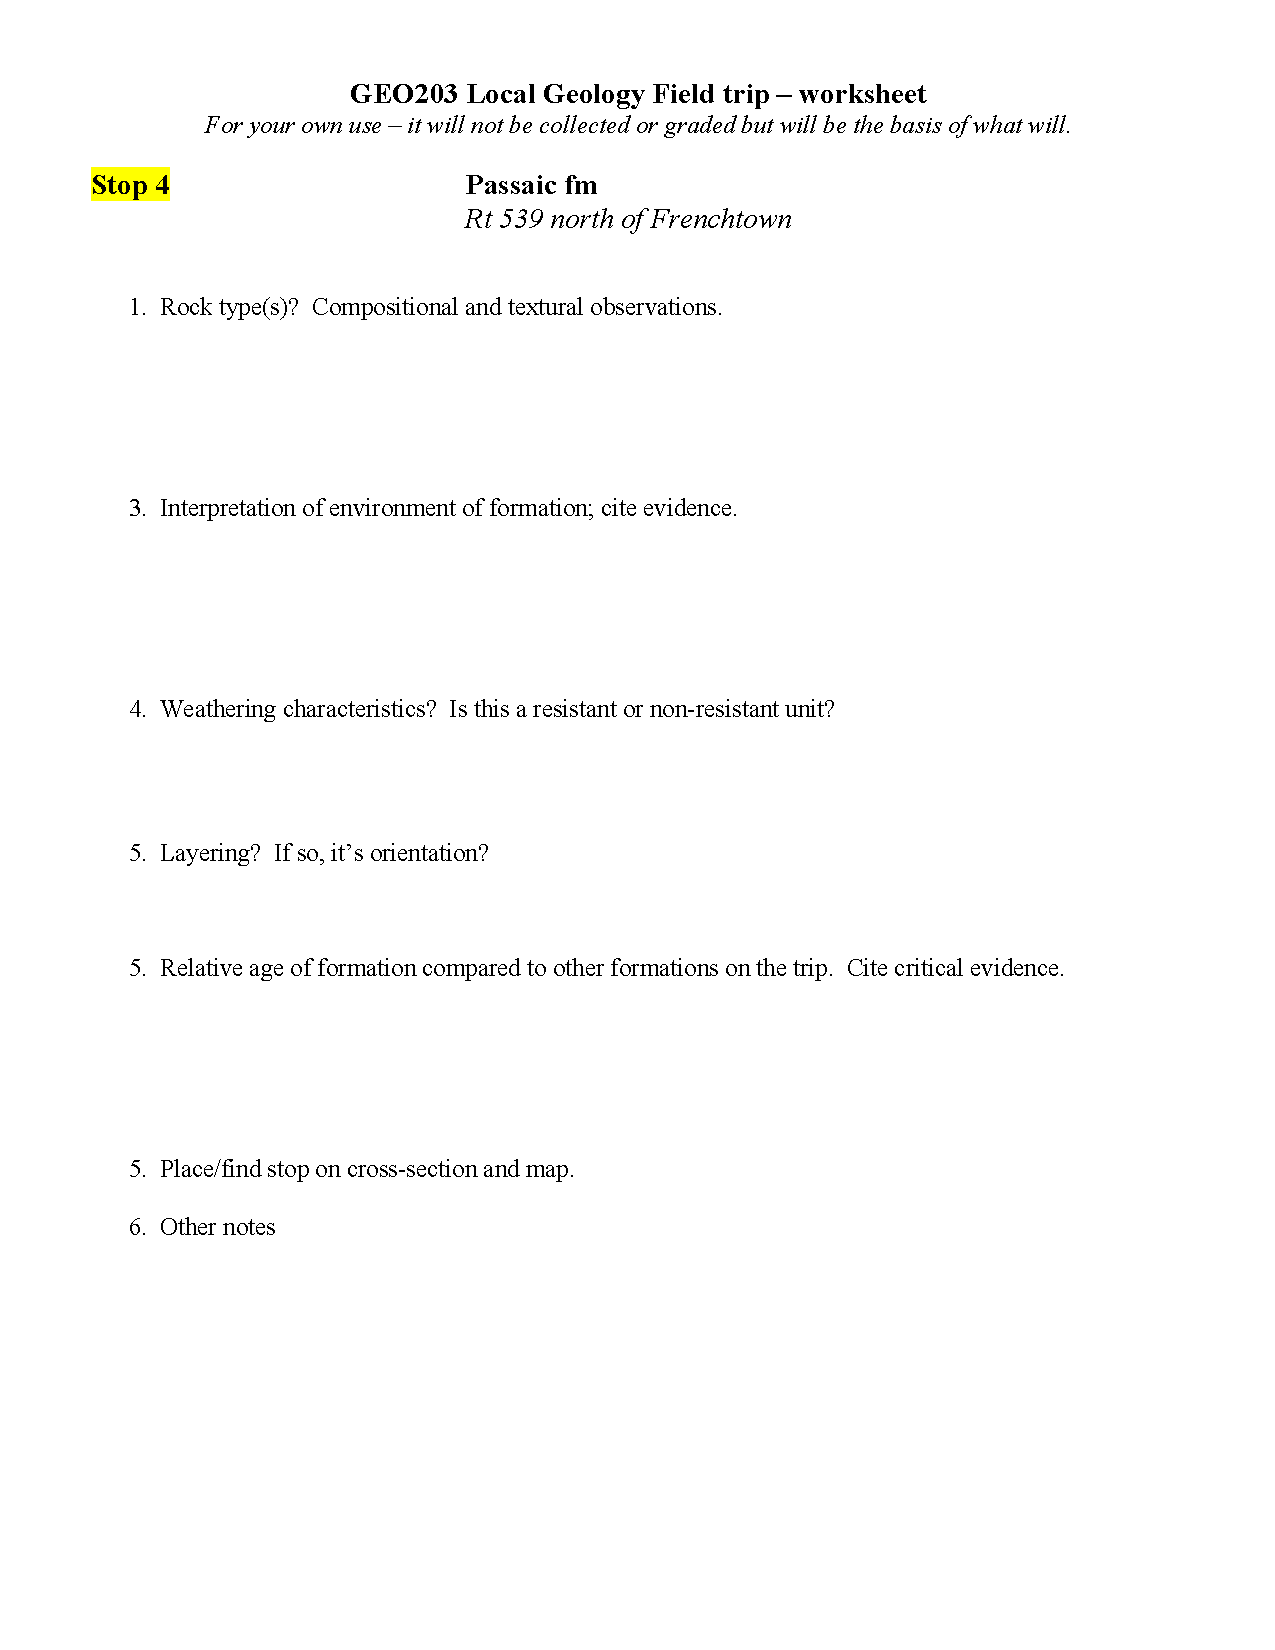 GEO203 Local Geology Field trip – worksheet
For your own use – it will not be collected or graded but will be the basis of what will.
Stop 4 Passaic fm
Rt 539 north of Frenchtown
1. Rock type(s)? Compositional and textural observations.
3. Interpretation of environment of formation; cite evidence.
4. Weathering characteristics? Is this a resistant or non-resistant unit?
5. Layering? If so, it’s orientation?
5. Relative age of formation compared to other formations on the trip. Cite critical evidence.
5. Place/find stop on cross-section and map.
6. Other notes